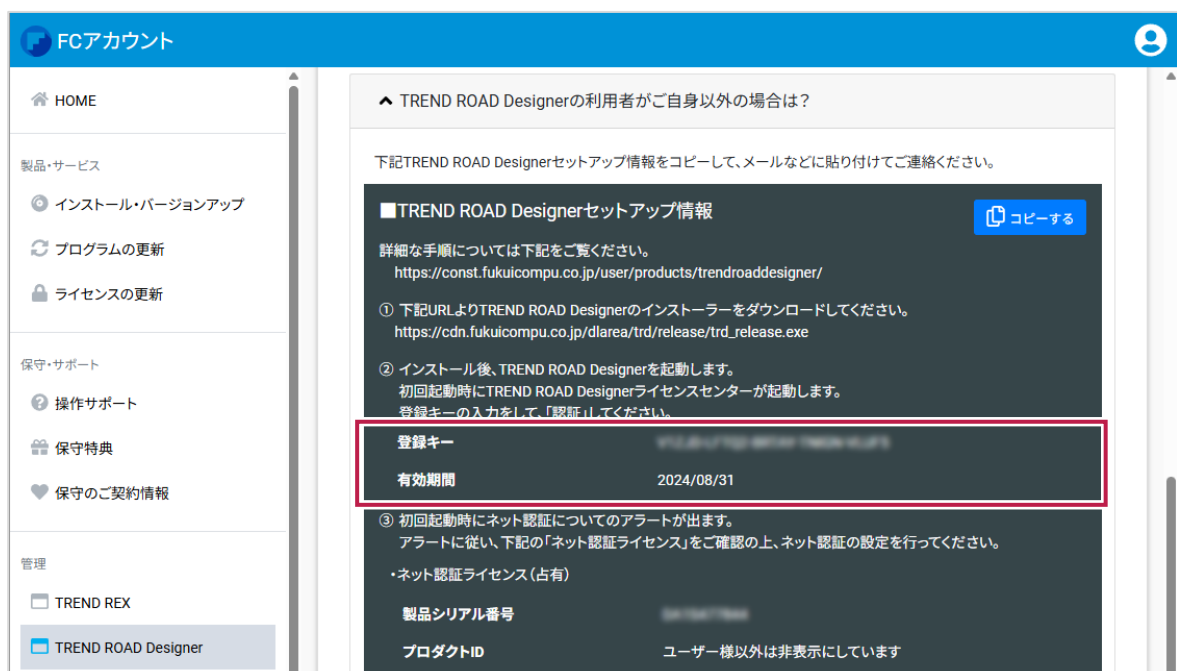 FCアカウント
HOME
製品・サービス
インストール・バージョンアップ
プログラムの更新
ライセンスの更新
保守・サポート
操作サポート
保守特典
保守のご契約情報
管理
TREND REX
TREND ROAD Designer
TREND ROAD Designerの利用者がご自身以外の場合は?
下記TREND ROAD Designerセットアップ情報をコピーして、メールなどに貼り付けてご連絡ください。
■TREND ROAD Designerセットアップ情報
コピーする
詳細な手順については下記をご覧ください。
https://const.fukuicompu.co.jp/user/products/trendroaddesigner/
① 下記URLよりTREND ROAD Designerのインストーラーをダウンロードしてください。
https://cdn.fukuicompu.co.jp/dlarea/trd/release/trd_release.exe
② インストール後、TREND ROAD Designerを起動します。
初回起動時にTREND ROAD Designerライセンスセンターが起動します。
登録キーの入力をして、「認証」してください。
登録キー
有効期間 2024/08/31
③ 初回起動時にネット認証についてのアラートが出ます。
アラートに従い、下記の「ネット認証ライセンス」をご確認の上、ネット認証の設定を行ってください。
・ネット認証ライセンス(占有)
製品シリアル番号
プロダクトID ユーザー様以外は非表示にしています